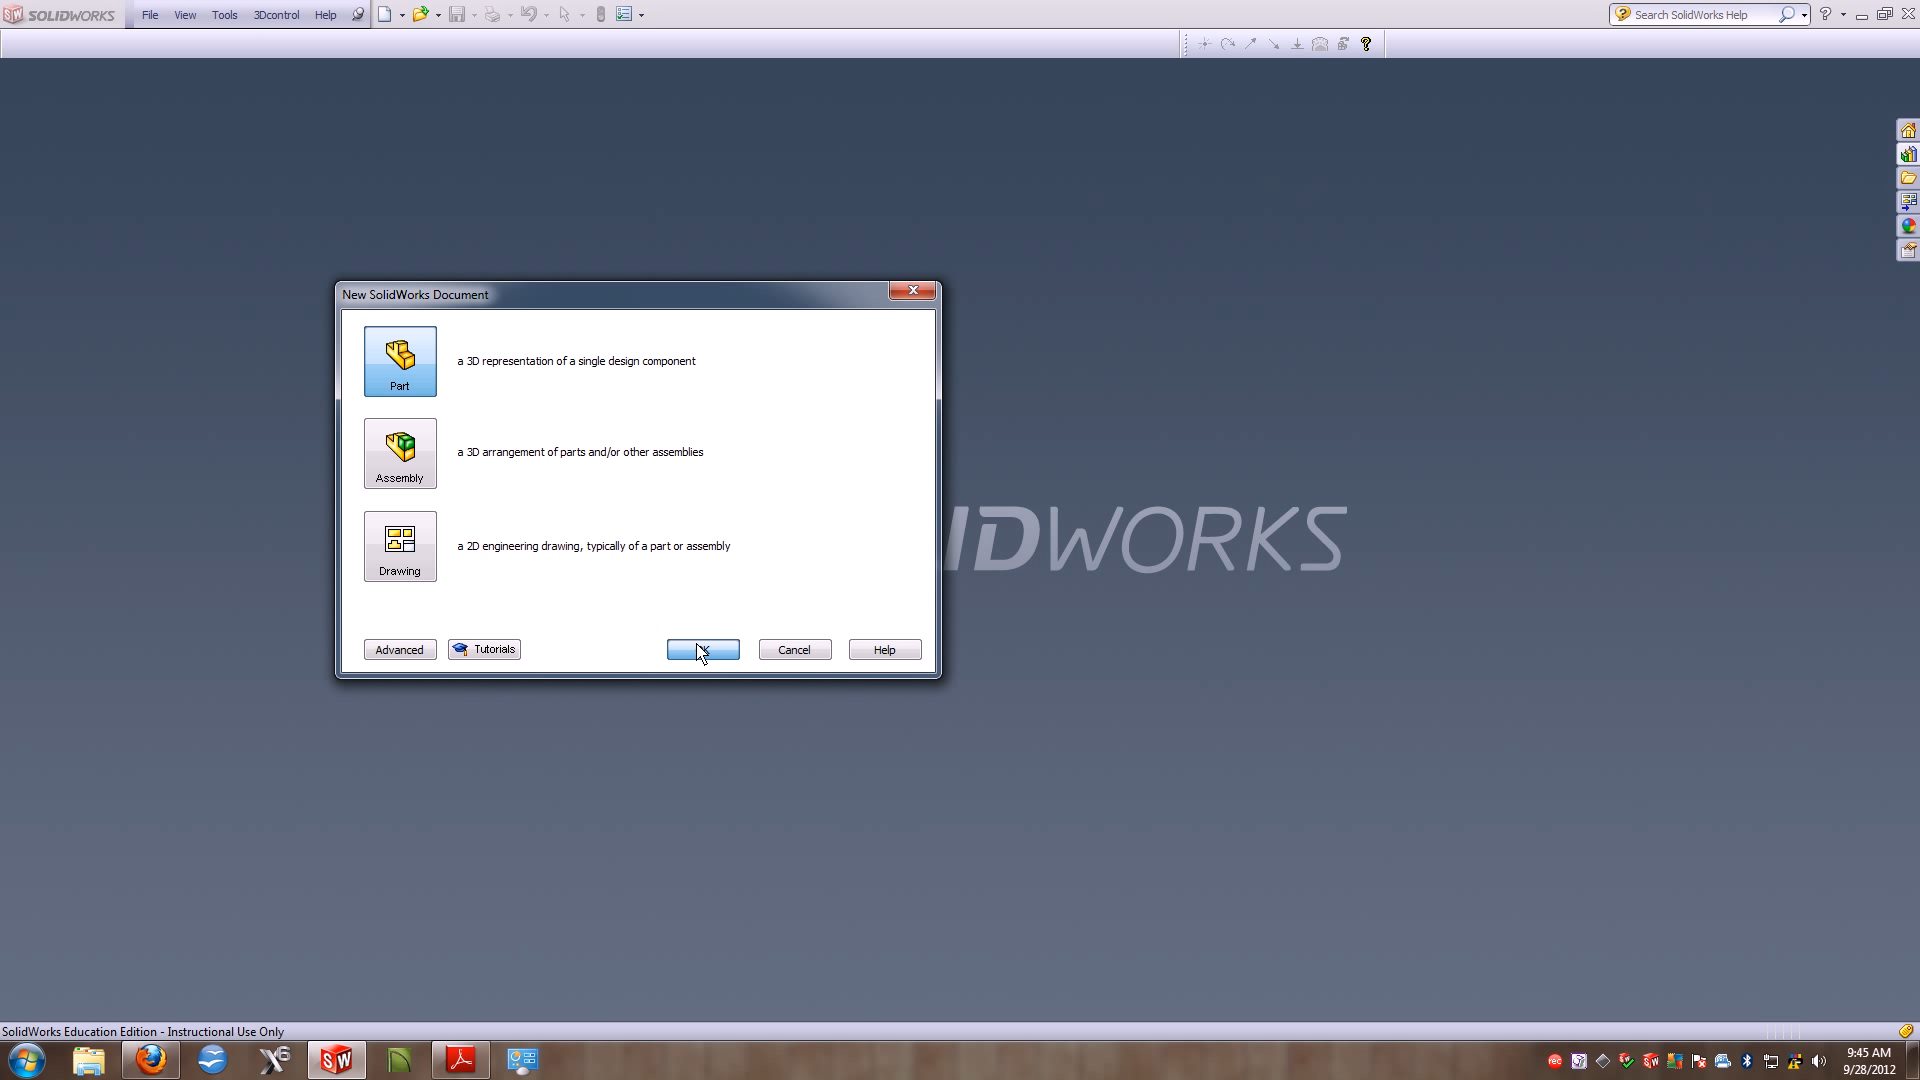 SOLIDWORKS File View Tools 3Dcontrol Help Search SolidWorks Help
New SolidWorks Document
Part a 3D representation of a single design component
Assembly a 3D arrangement of parts and/or other assemblies
Drawing a 2D engineering drawing, typically of a part or assembly
IDWORKS
Advanced Tutorials Cancel Help
SolidWorks Education Edition - Instructional Use Only
9:45 AM
9/28/2012